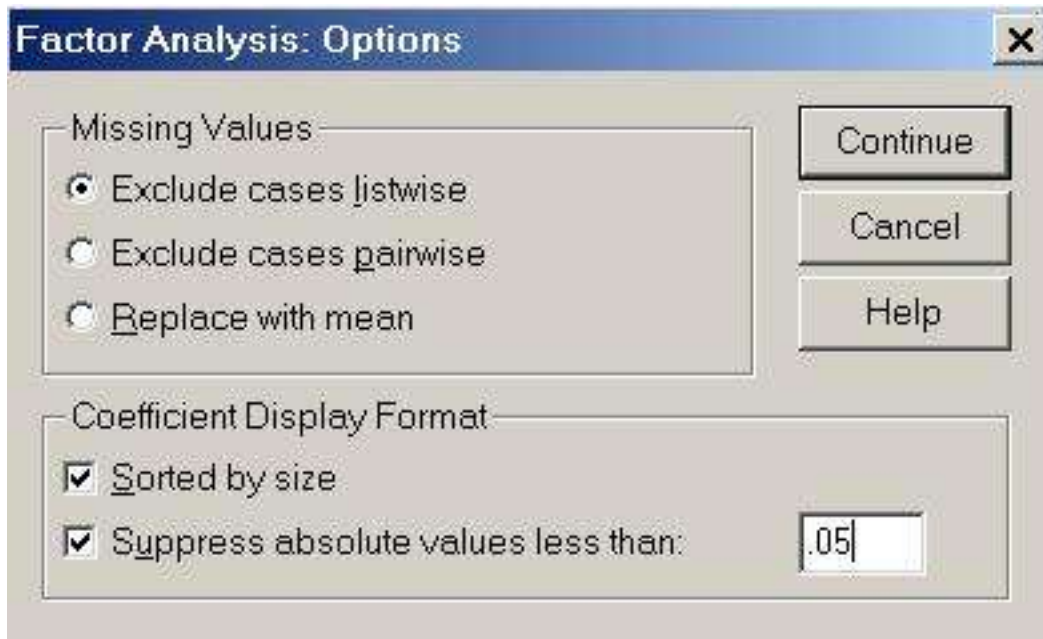 Factor Analysis: Options
Missing Values
Exclude cases listwise
Exclude cases pairwise
Replace with mean
Continue
Cancel
Help
Coefficient Display Format
Sorted by size
Suppress absolute values less than: .05